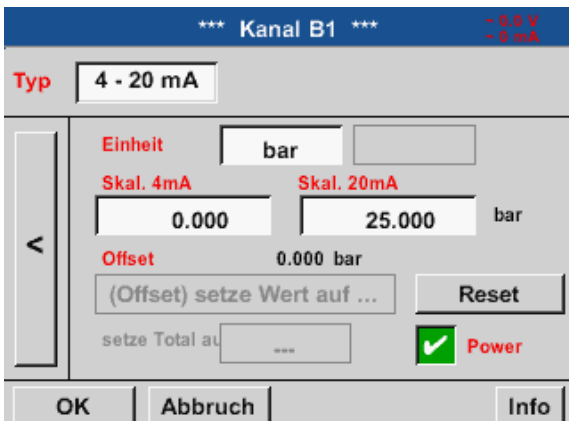 *** Kanal B1 ***
~ 0.0 V
~ 0 mA
Typ 4 - 20 mA
Einheit bar
Skal. 4mA Skal. 20mA
0.000 25.000 bar
<
Offset 0.000 bar
(Offset) setze Wert auf ... Reset
setze Total au ---
Power
OK Abbruch Info